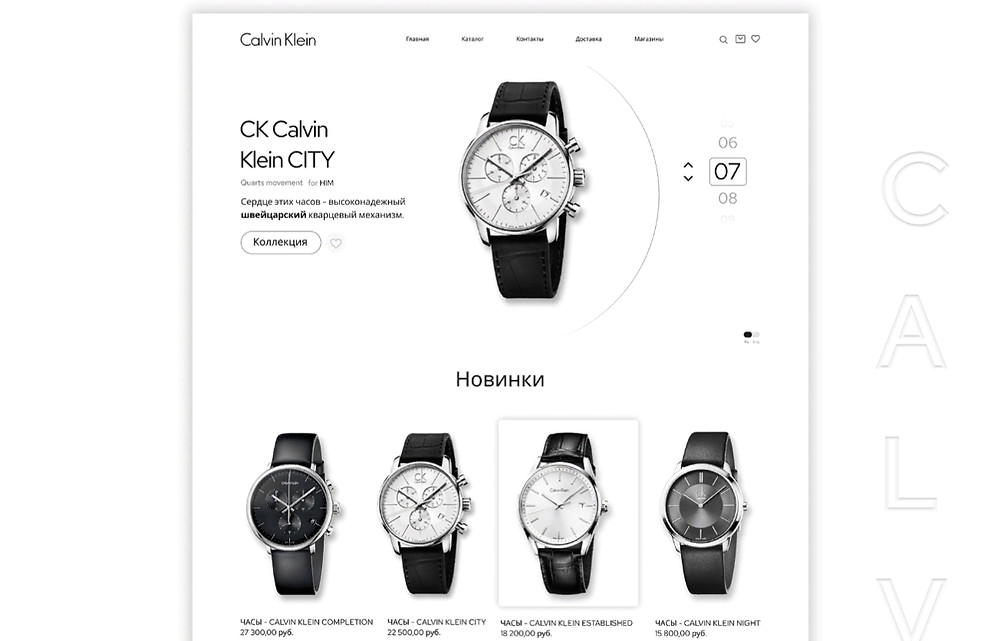 Calvin Klein
Главная Каталог Контакты Доставка Магазины
CK Calvin
Klein CITY
Quarts movement for HIM
Сердце этих часов - высоконадежный
швейцарский кварцевый механизм.
Коллекция
06
07
08
09
Новинки
ЧАСЫ - CALVIN KLEIN COMPLETION
27 300,00 руб.
ЧАСЫ - CALVIN KLEIN CITY
22 500,00 руб.
ЧАСЫ - CALVIN KLEIN ESTABLISHED
18 200,00 руб.
ЧАСЫ - CALVIN KLEIN NIGHT
15 800,00 руб.
C
A
L
V